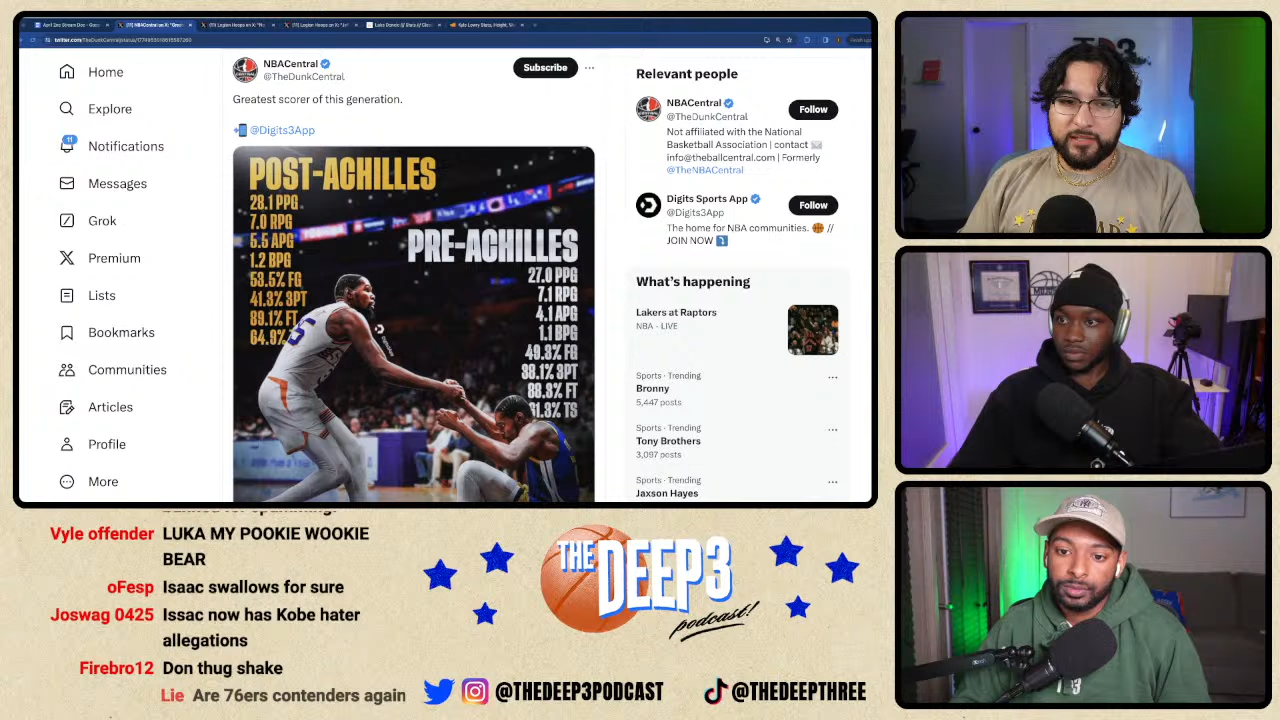 twitter.com/TheDunkCentral/status/1774953018615587260
Home
Explore
11
Notifications
Messages
Grok
Premium
Lists
Bookmarks
Communities
Articles
Profile
More
NBACentral
@TheDunkCentral
Subscribe
Greatest scorer of this generation.
@Digits3App
POST-ACHILLES
28.1 PPG
7.0 RPG
5.5 APG
1.2 BPG
53.5% FG
41.3% 3PT
89.1% FT
64.9%
PRE-ACHILLES
27.0 PPG
7.1 RPG
4.1 APG
1.1 BPG
49.3% FG
38.1% 3PT
88.3% FT
61.3% TS
Relevant people
NBACentral
@TheDunkCentral
Follow
Not affiliated with the National
Basketball Association | contact
info@theballcentral.com | Formerly
@TheNBACentral
Digits Sports App
@Digits3App
Follow
The home for NBA communities. //
JOIN NOW
What's happening
Lakers at Raptors
NBA · LIVE
Sports · Trending
Bronny
5,447 posts
Sports · Trending
Tony Brothers
3,097 posts
Sports · Trending
Jaxson Hayes
Vyle offender LUKA MY POOKIE WOOKIE
BEAR
oFesp Isaac swallows for sure
Joswag 0425 Issac now has Kobe hater
allegations
Firebro12 Don thug shake
Lie Are 76ers contenders again
THE DEEP3
podcast!
@THEDEEP3PODCAST
@THEDEEPTHREE